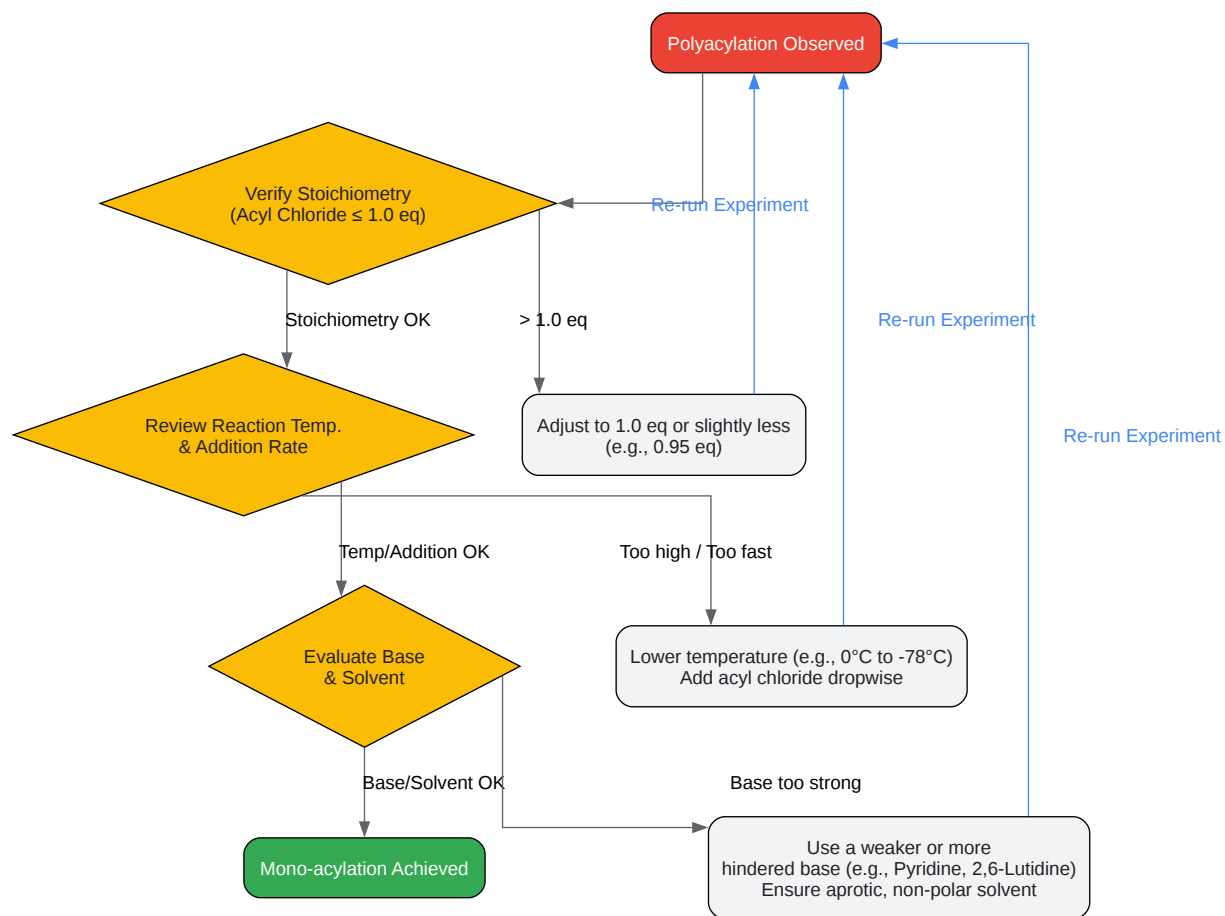 Polyacylation Observed
Verify Stoichiometry
(Acyl Chloride ≤ 1.0 eq)
Re-run Experiment
Stoichiometry OK
> 1.0 eq
Re-run Experiment
Review Reaction Temp.
& Addition Rate
Adjust to 1.0 eq or slightly less
(e.g., 0.95 eq)
Re-run Experiment
Temp/Addition OK
Too high / Too fast
Evaluate Base
& Solvent
Lower temperature (e.g., 0°C to -78°C)
Add acyl chloride dropwise
Base/Solvent OK
Base too strong
Mono-acylation Achieved
Use a weaker or more
hindered base (e.g., Pyridine, 2,6-Lutidine)
Ensure aprotic, non-polar solvent